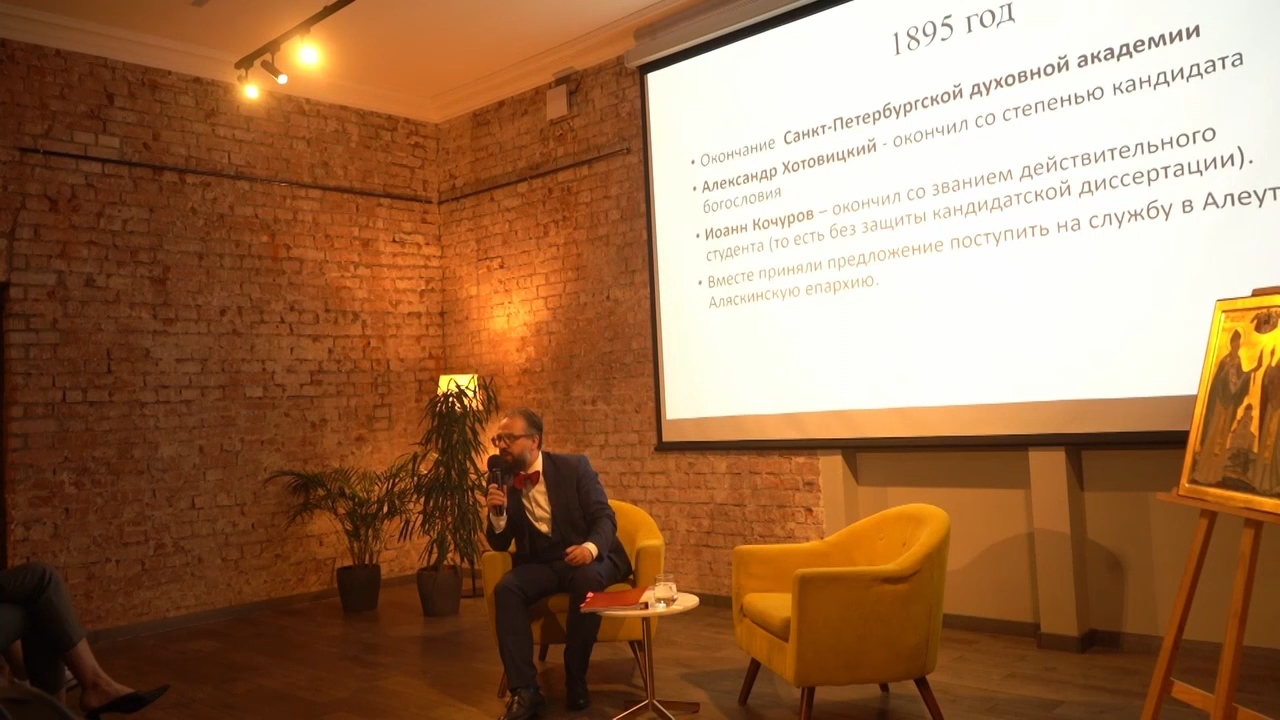 1895 год
• Окончание Санкт-Петербургской духовной академии
• Александр Хотовицкий - окончил со степенью кандидата
богословия
• Иоанн Кочуров – окончил со званием действительного
студента (то есть без защиты кандидатской диссертации).
• Вместе приняли предложение поступить на службу в
Аляскинскую епархию.